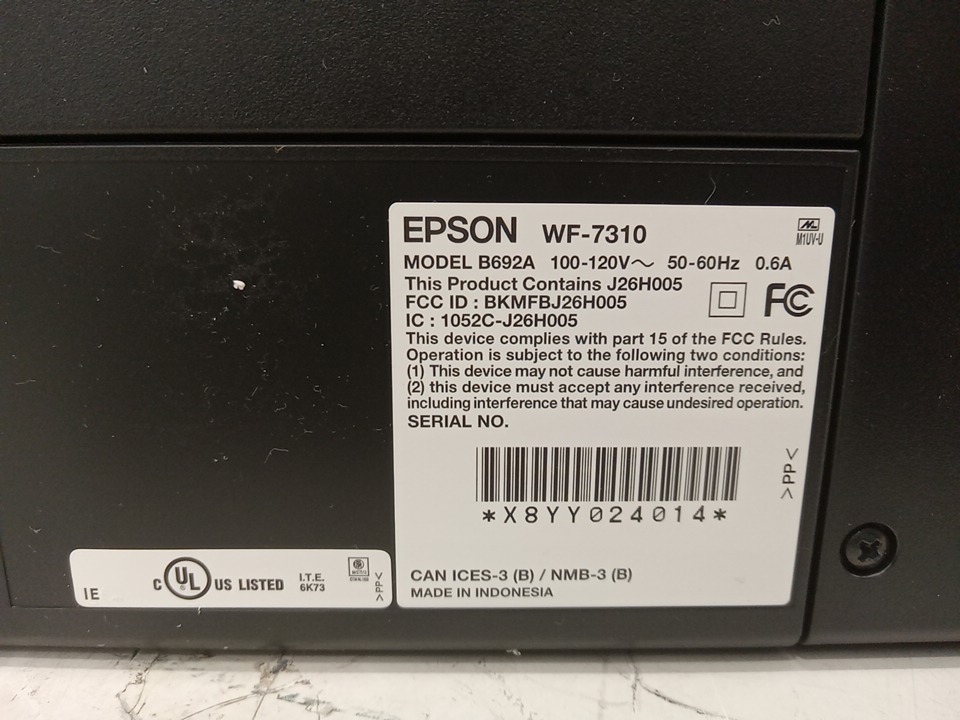 EPSON WF-7310
M1UV-U
MODEL B692A 100-120V～ 50-60Hz 0.6A
This Product Contains J26H005
FCC ID : BKMFBJ26H005
IC : 1052C-J26H005
FC
This device complies with part 15 of the FCC Rules.
Operation is subject to the following two conditions:
(1) This device may not cause harmful interference, and
(2) this device must accept any interference received,
including interference that may cause undesired operation.
SERIAL NO.
*X8YY024014*
>PP<
CAN ICES-3 (B) / NMB-3 (B)
MADE IN INDONESIA
IE
C UL US LISTED
I.T.E.
6K73
>PP<